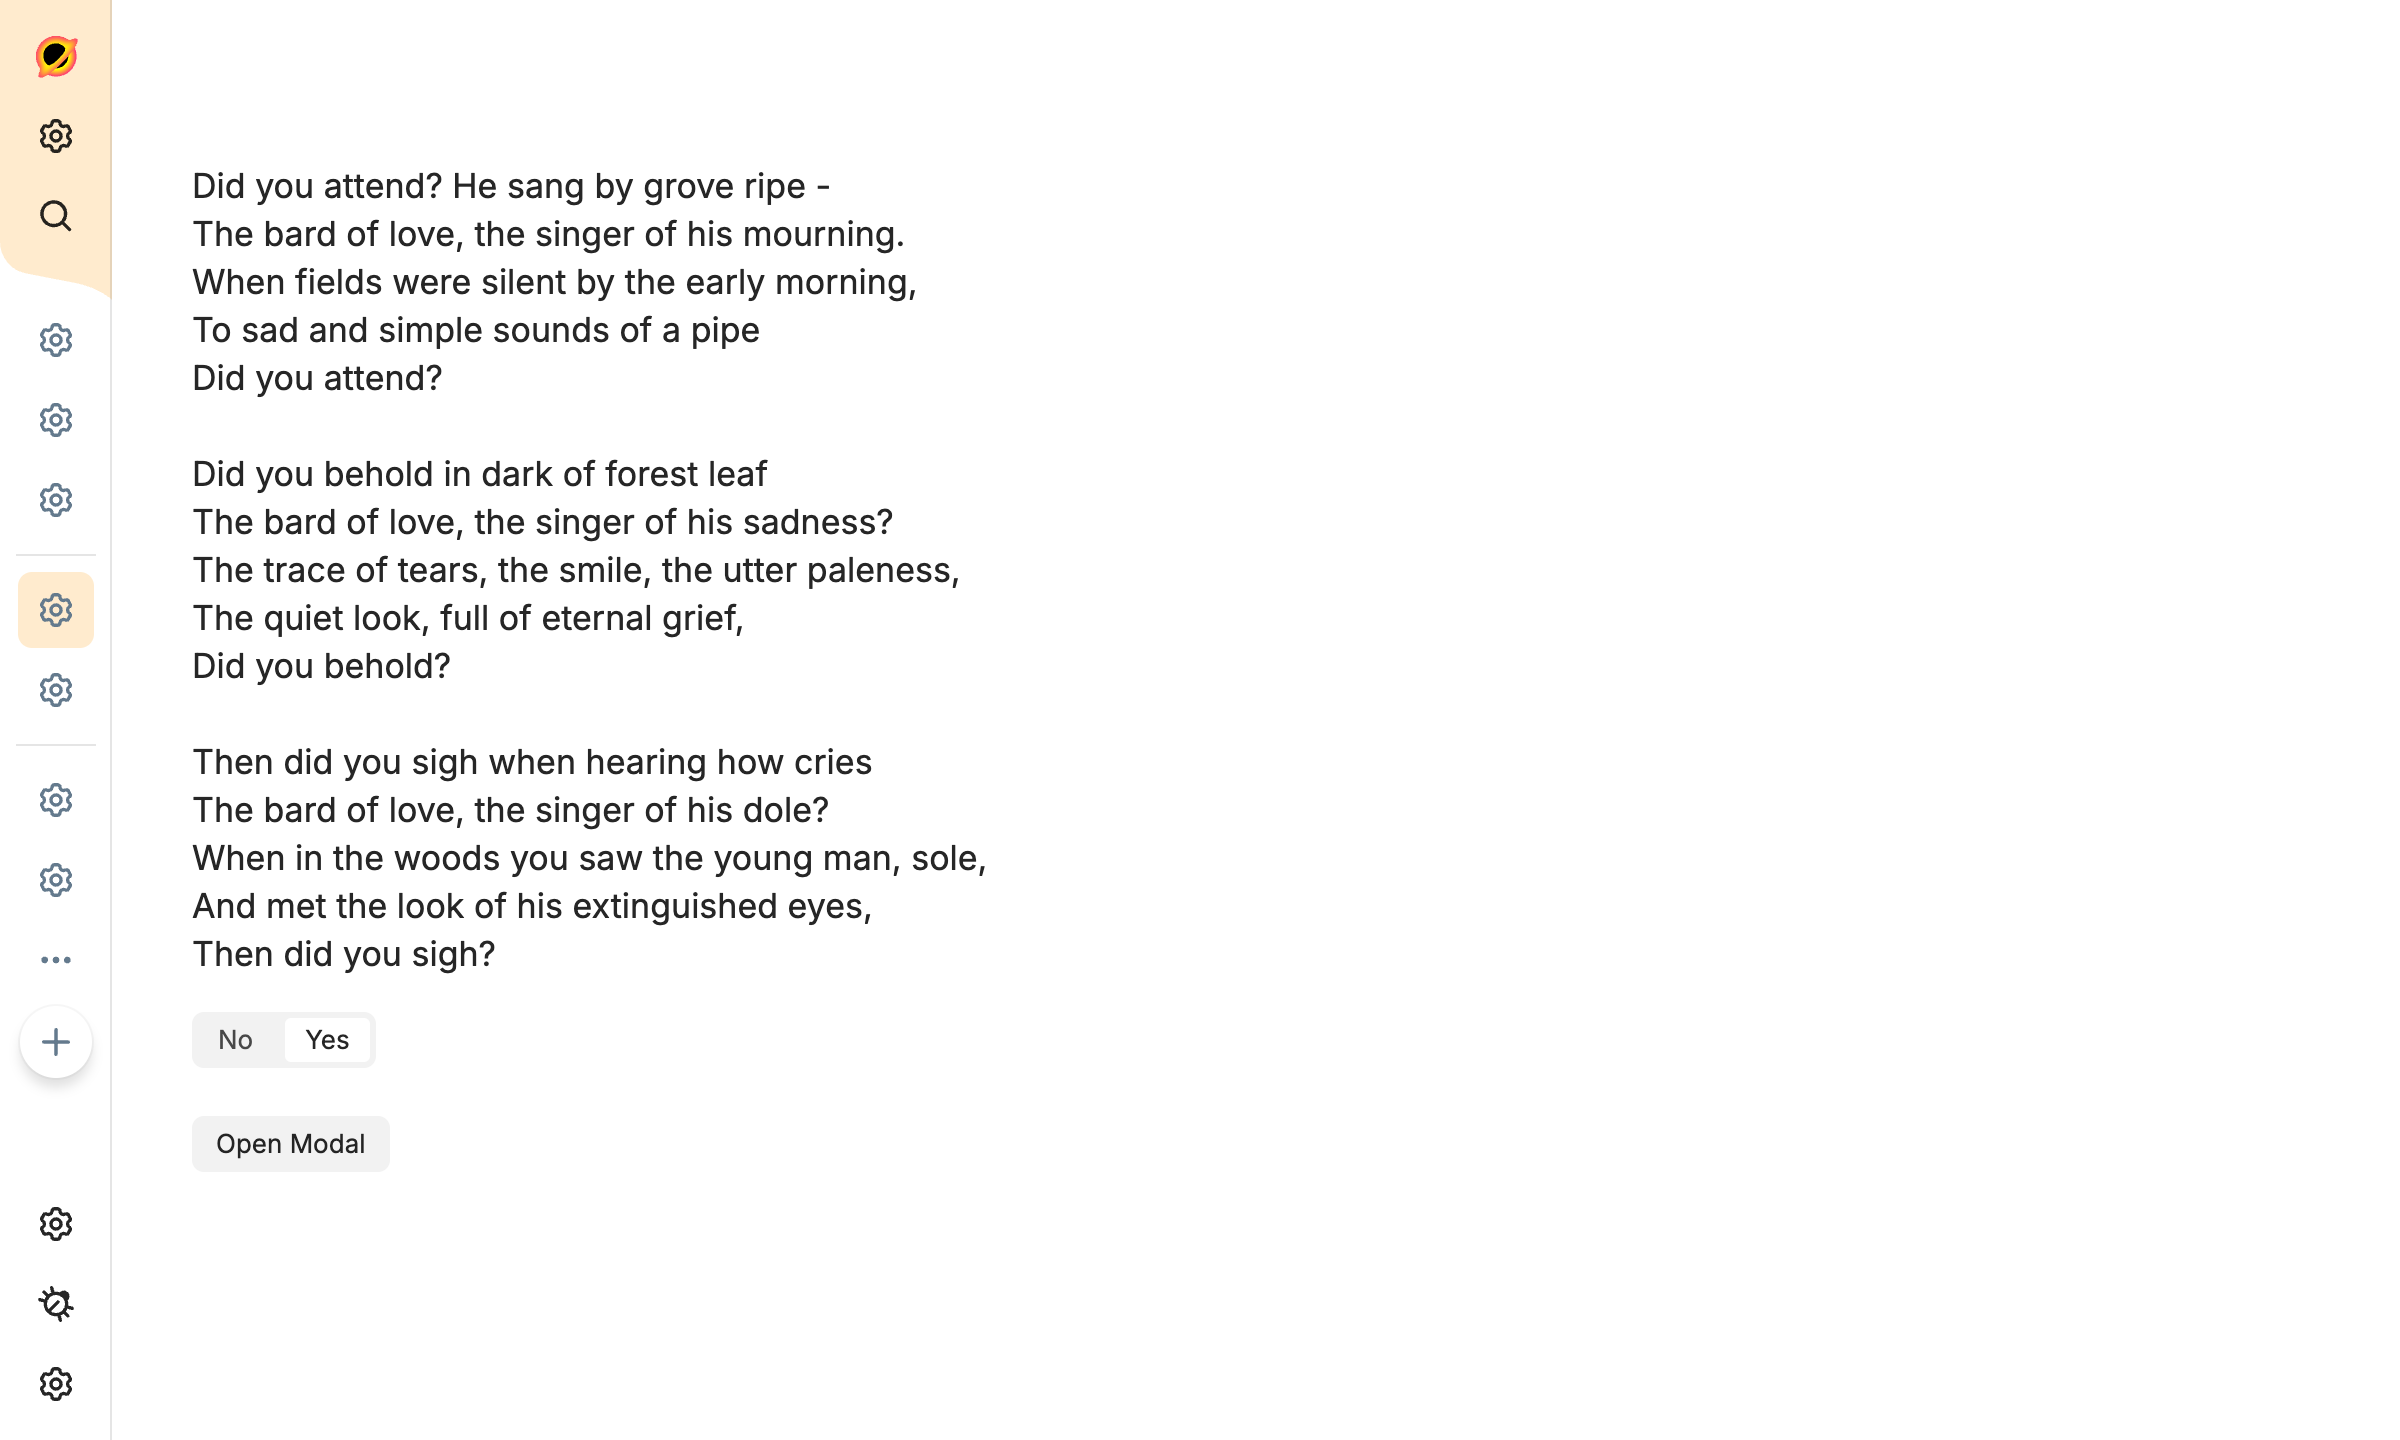 Did you attend? He sang by grove ripe -
The bard of love, the singer of his mourning.
When fields were silent by the early morning,
To sad and simple sounds of a pipe
Did you attend?
Did you behold in dark of forest leaf
The bard of love, the singer of his sadness?
The trace of tears, the smile, the utter paleness,
The quiet look, full of eternal grief,
Did you behold?
Then did you sigh when hearing how cries
The bard of love, the singer of his dole?
When in the woods you saw the young man, sole,
And met the look of his extinguished eyes,
Then did you sigh?
No Yes
Open Modal